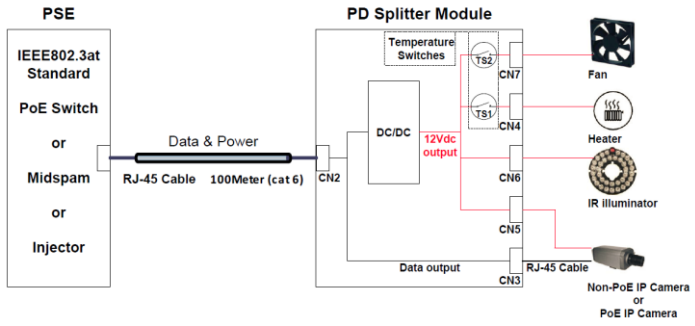 PSE
IEEE802.3at
Standard
PoE Switch
or
Midspam
or
Injector
Data & Power
RJ-45 Cable
100Meter (cat 6)
PD Splitter Module
Temperature
Switches
TS2
CN7
TS1
CN4
DC/DC
12Vdc
output
CN2
CN6
CN5
Data output
CN3
RJ-45 Cable
Fan
Heater
IR illuminator
Non-PoE IP Camera
or
PoE IP Camera